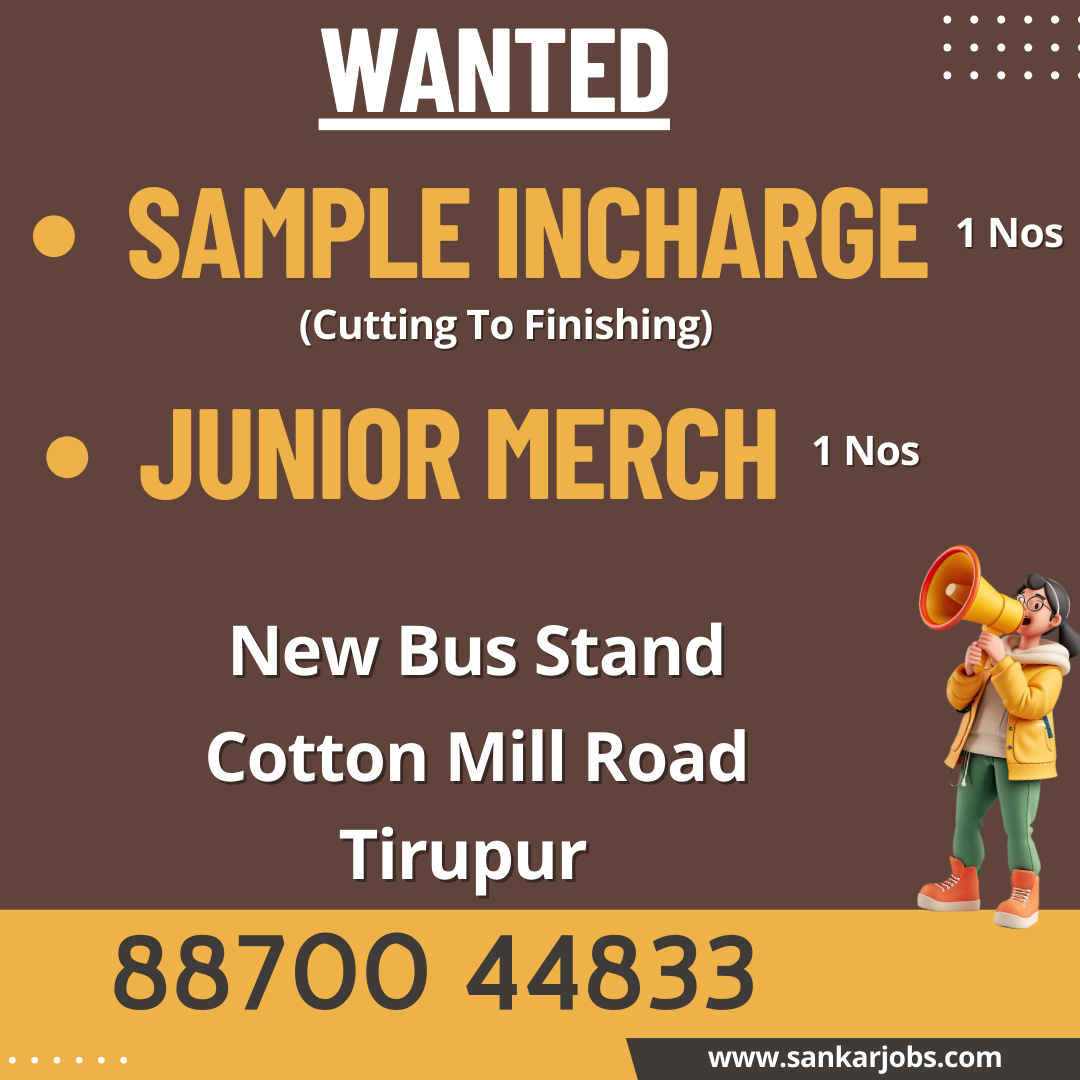 WANTED
SAMPLE INCHARGE 1 Nos
(Cutting To Finishing)
JUNIOR MERCH 1 Nos
New Bus Stand
Cotton Mill Road
Tirupur
88700 44833
www.sankarjobs.com